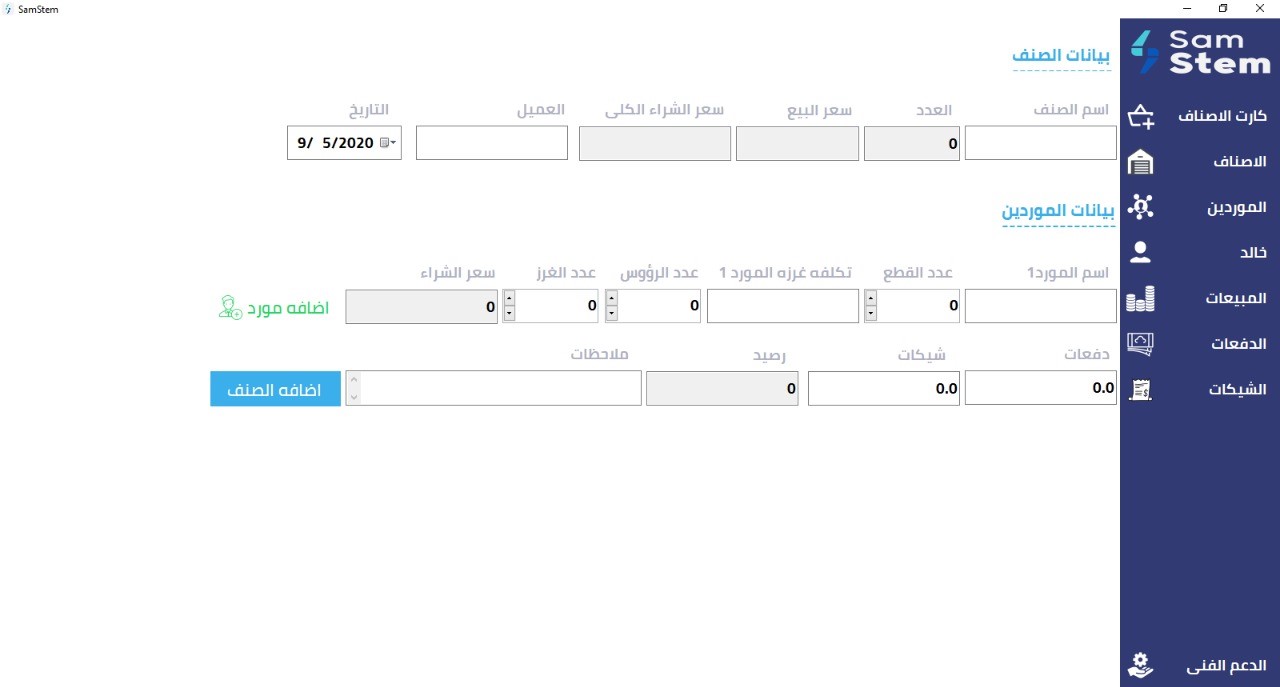 SamStem
Sam
Stem
بيانات الصنف
اسم الصنف العدد سعر البيع سعر الشراء الكلى العميل التاريخ
0 9/ 5/2020
بيانات الموردين
اسم المورد1 عدد القطع تكلفه غرزه المورد 1 عدد الرؤوس عدد الغرز سعر الشراء
0 0 0 0 اضافه مورد
دفعات شيكات رصيد ملاحظات
0.0 0.0 0 اضافه الصنف
كارت الاصناف
الاصناف
الموردين
خالد
المبيعات
الدفعات
الشيكات
الدعم الفنى